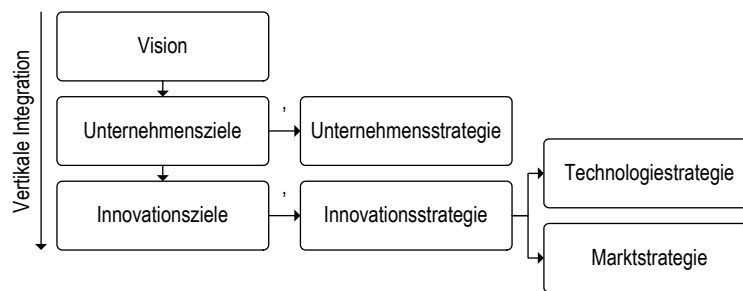 Vertikale Integration
Vision
Unternehmensziele
,
Unternehmensstrategie
Innovationsziele
,
Innovationsstrategie
Technologiestrategie
Marktstrategie